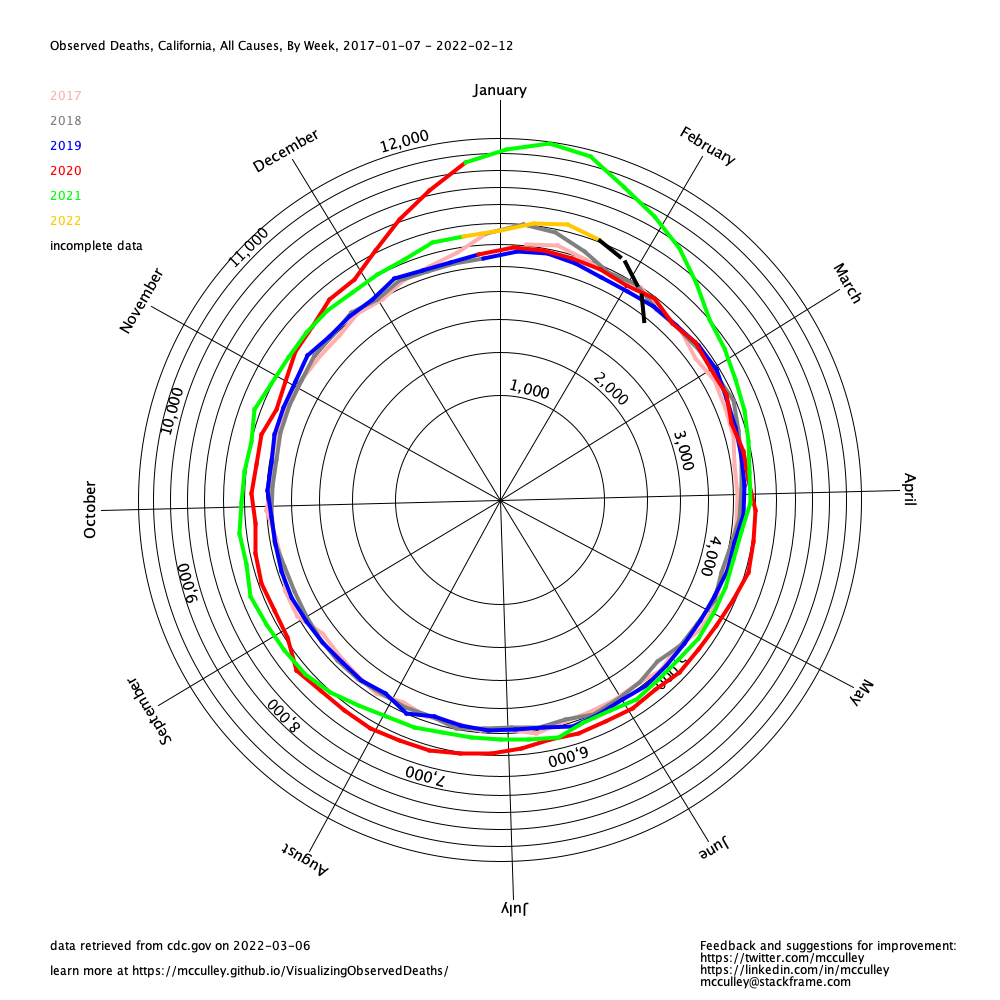 Observed Deaths, California, All Causes, By Week, 2017-01-07 - 2022-02-12
2017
2018
2019
2020
2021
2022
incomplete data
January
February
March
April
May
June
July
August
September
October
November
December
1,000
2,000
3,000
4,000
6,000
7,000
8,000
9,000
10,000
11,000
12,000
data retrieved from cdc.gov on 2022-03-06
learn more at https://mcculley.github.io/VisualizingObservedDeaths/
Feedback and suggestions for improvement:
https://twitter.com/mcculley
https://linkedin.com/in/mcculley
mcculley@stackframe.com